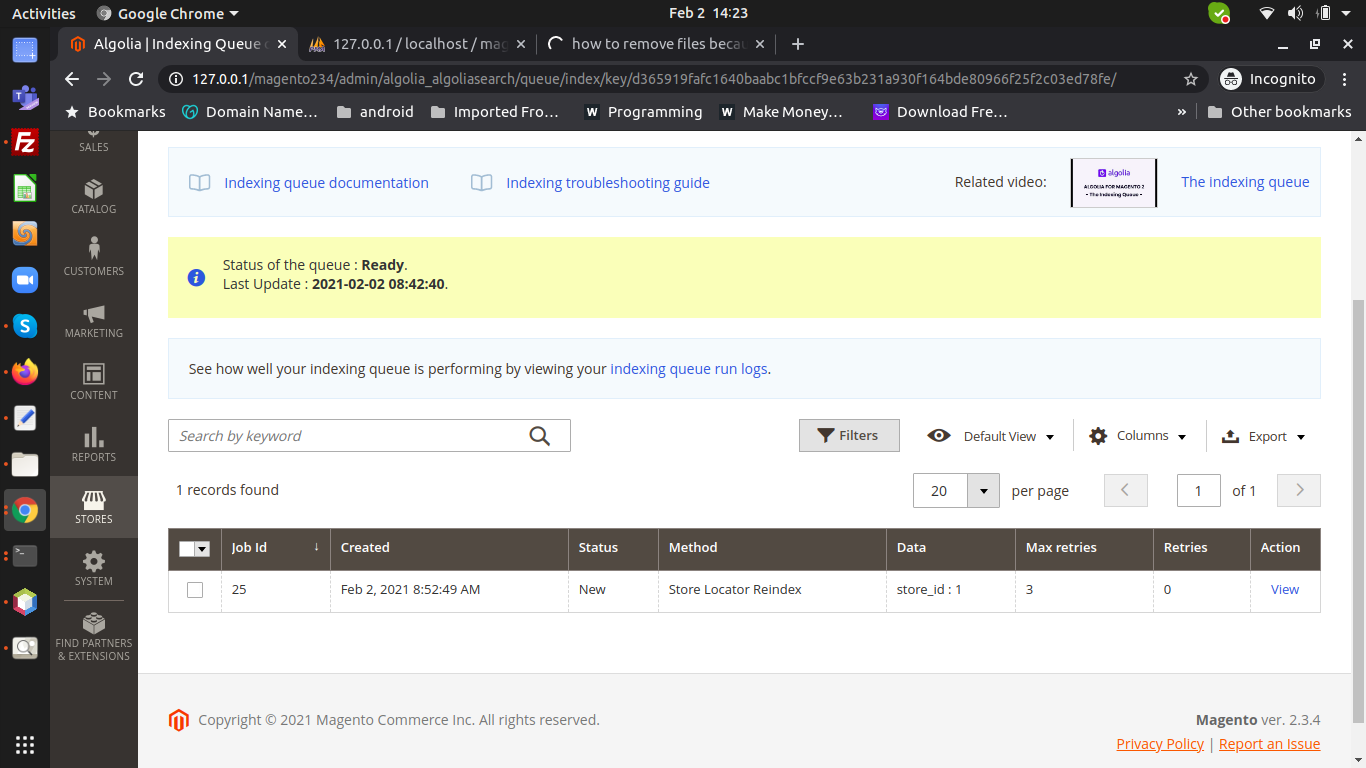 Activities Google Chrome Feb 2 14:23
Algolia | Indexing Queue 127.0.0.1 / localhost / mag how to remove files becau
127.0.0.1/magento234/admin/algolia_algoliasearch/queue/index/key/d365919fafc1640baabc1bfccf9e63b231a930f164bde80966f25f2c03ed78fe/ Incognito
Bookmarks Domain Name… android Imported Fro… Programming Make Money… Download Fre… » Other bookmarks
SALES
CATALOG
CUSTOMERS
MARKETING
CONTENT
REPORTS
STORES
SYSTEM
FIND PARTNERS
& EXTENSIONS
Indexing queue documentation Indexing troubleshooting guide Related video: algolia ALGOLIA FOR MAGENTO 2 - The Indexing Queue - The indexing queue
Status of the queue : Ready.
Last Update : 2021-02-02 08:42:40.
See how well your indexing queue is performing by viewing your indexing queue run logs.
Search by keyword Filters Default View Columns Export
1 records found 20 per page 1 of 1
Job Id ↓ Created Status Method Data Max retries Retries Action
25 Feb 2, 2021 8:52:49 AM New Store Locator Reindex store_id : 1 3 0 View
Copyright © 2021 Magento Commerce Inc. All rights reserved. Magento ver. 2.3.4
Privacy Policy | Report an Issue